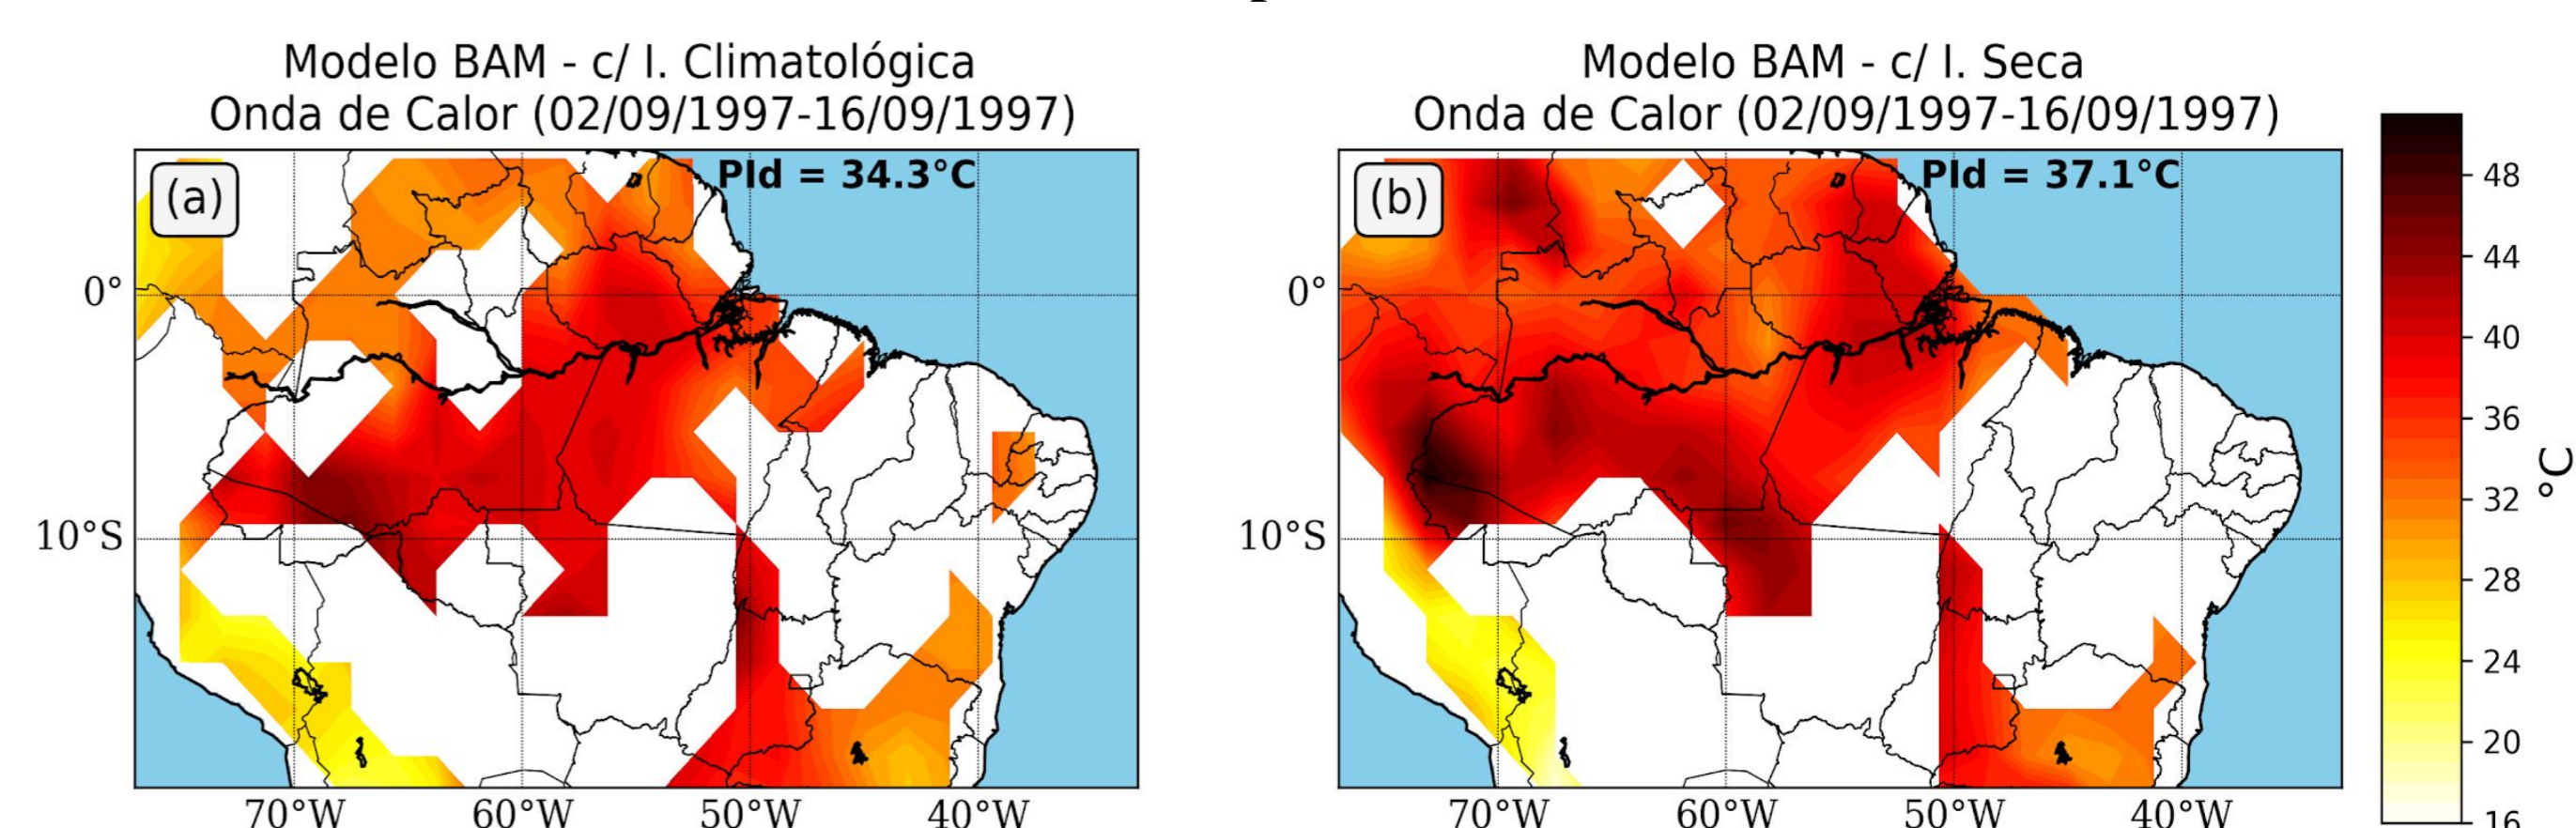 Modelo BAM - c/ I. Climatológica
Onda de Calor (02/09/1997-16/09/1997)
(a)
PId = 34.3°C
0°
10°S
70°W 60°W 50°W 40°W
Modelo BAM - c/ I. Seca
Onda de Calor (02/09/1997-16/09/1997)
(b)
PId = 37.1°C
0°
10°S
70°W 60°W 50°W 40°W
48
44
40
36
32
28
24
20
16
°C